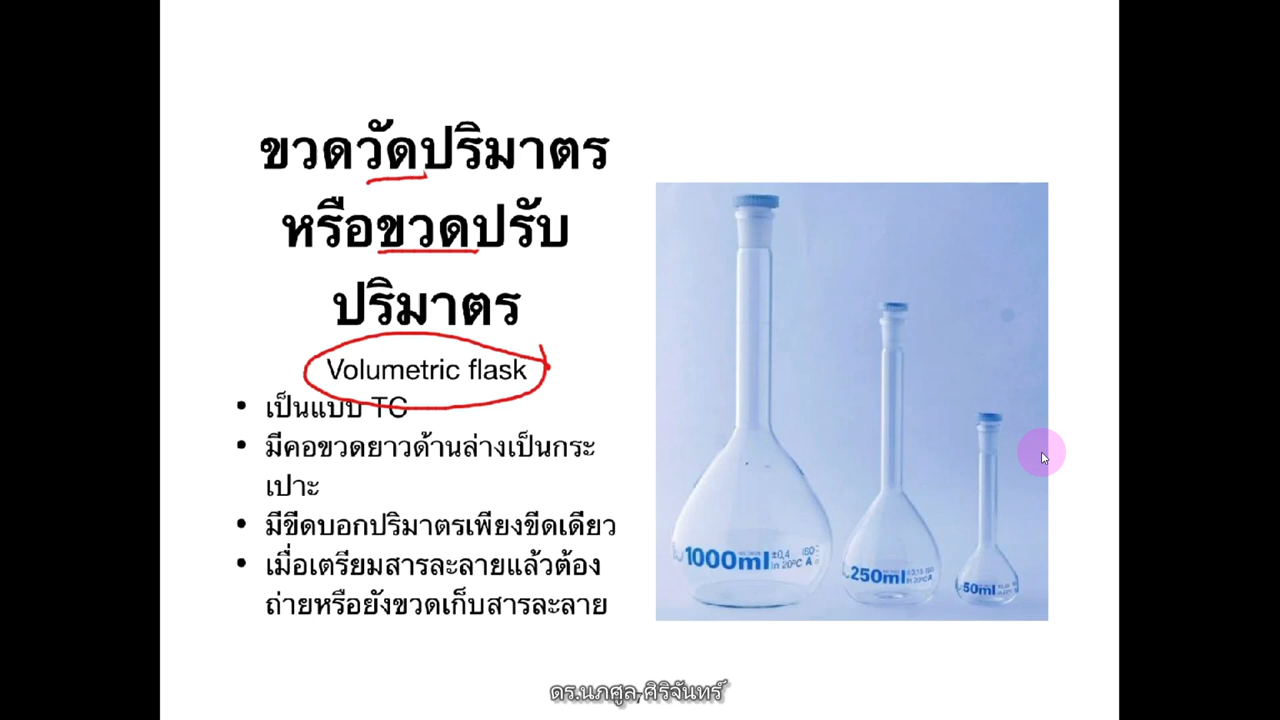 ขวดวัดปริมาตร
หรือขวดปรับ
ปริมาตร
Volumetric flask
• เป็นแบบ TC
• มีคอขวดยาวด้านล่างเป็นกระ
เปาะ
• มีขีดบอกปริมาตรเพียงขีดเดียว
• เมื่อเตรียมสารละลายแล้วต้อง
ถ่ายหรือยังขวดเก็บสารละลาย
1000ml ±0,4 ISO
in 20°C A
250ml
in 20°C A
50ml
ดร.นภศูล ศิริจันทร์